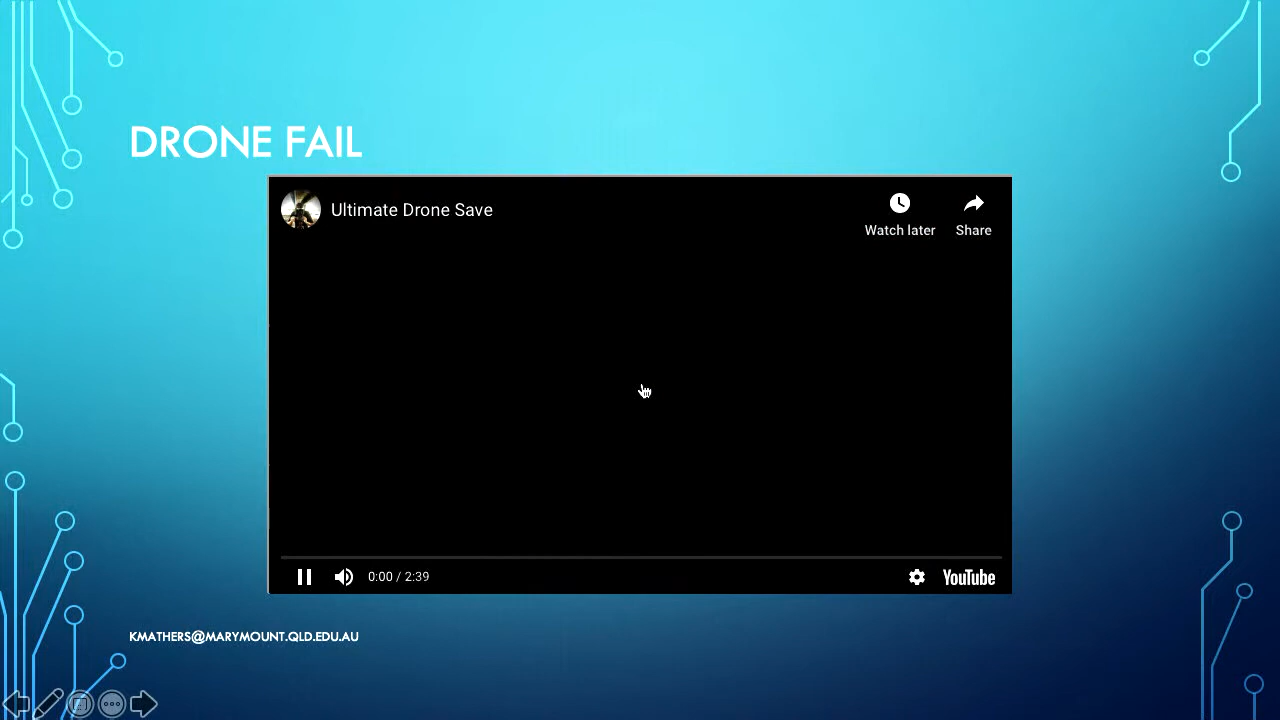 DRONE FAIL
Ultimate Drone Save
Watch later
Share
0:00 / 2:39
YouTube
KMATHERS@MARYMOUNT.QLD.EDU.AU